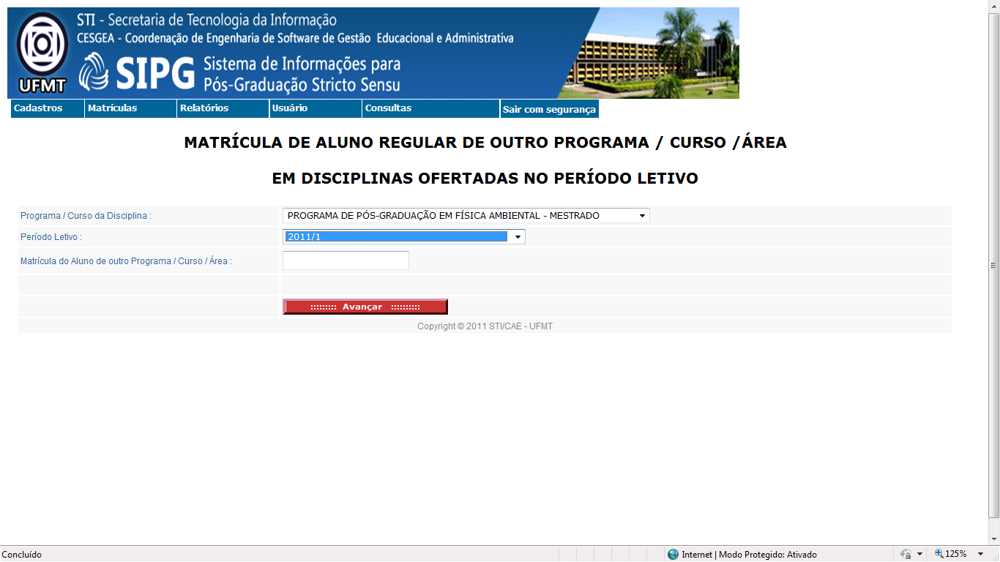 STI - Secretaria de Tecnologia da Informação
CESGEA - Coordenação de Engenharia de Software de Gestão Educacional e Administrativa
UFMT
SIPG
Sistema de Informações para
Pós-Graduação Stricto Sensu
Cadastros Matrículas Relatórios Usuário Consultas Sair com segurança
MATRÍCULA DE ALUNO REGULAR DE OUTRO PROGRAMA / CURSO /ÁREA
EM DISCIPLINAS OFERTADAS NO PERÍODO LETIVO
Programa / Curso da Disciplina : PROGRAMA DE PÓS-GRADUAÇÃO EM FÍSICA AMBIENTAL - MESTRADO
Período Letivo : 2011/1
Matrícula do Aluno de outro Programa / Curso / Área :
::::::::: Avançar ::::::::::
Copyright © 2011 STI/CAE - UFMT
Concluído Internet | Modo Protegido: Ativado 125%